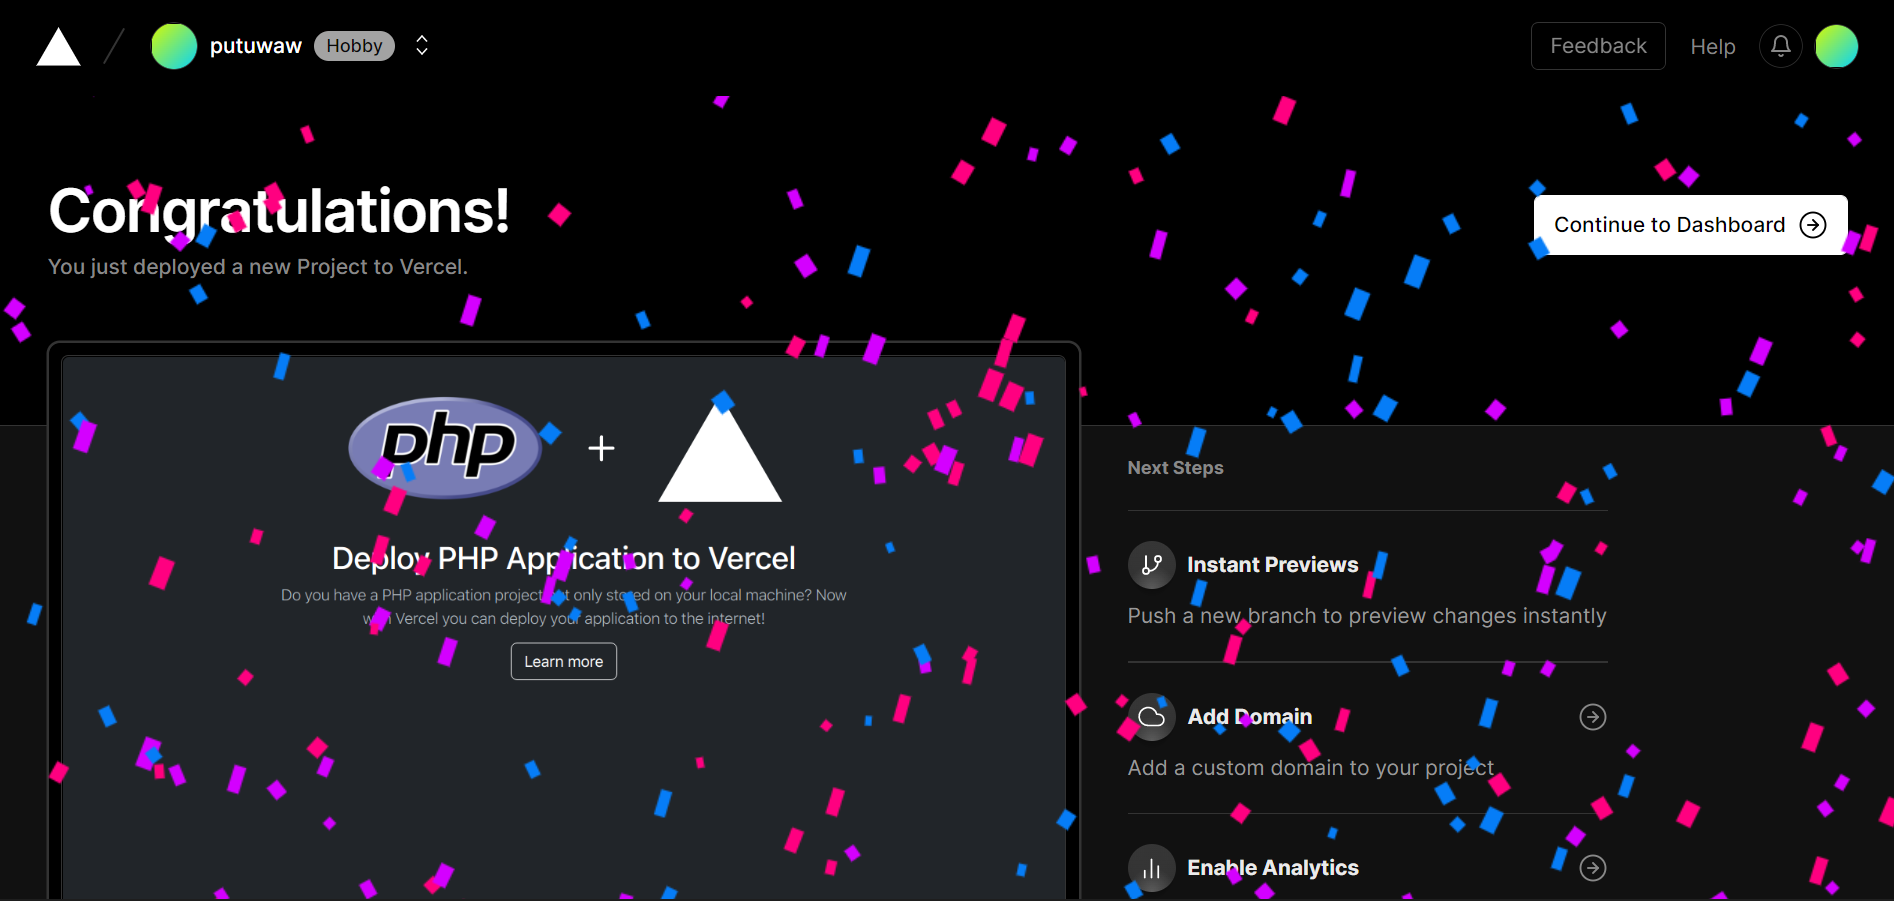 putuwaw Hobby
Feedback Help
Congratulations!
You just deployed a new Project to Vercel.
Continue to Dashboard
php +
Deploy PHP Application to Vercel
Do you have a PHP application project but only stored on your local machine? Now
with Vercel you can deploy your application to the internet!
Learn more
Next Steps
Instant Previews
Push a new branch to preview changes instantly
Add Domain
Add a custom domain to your project
Enable Analytics